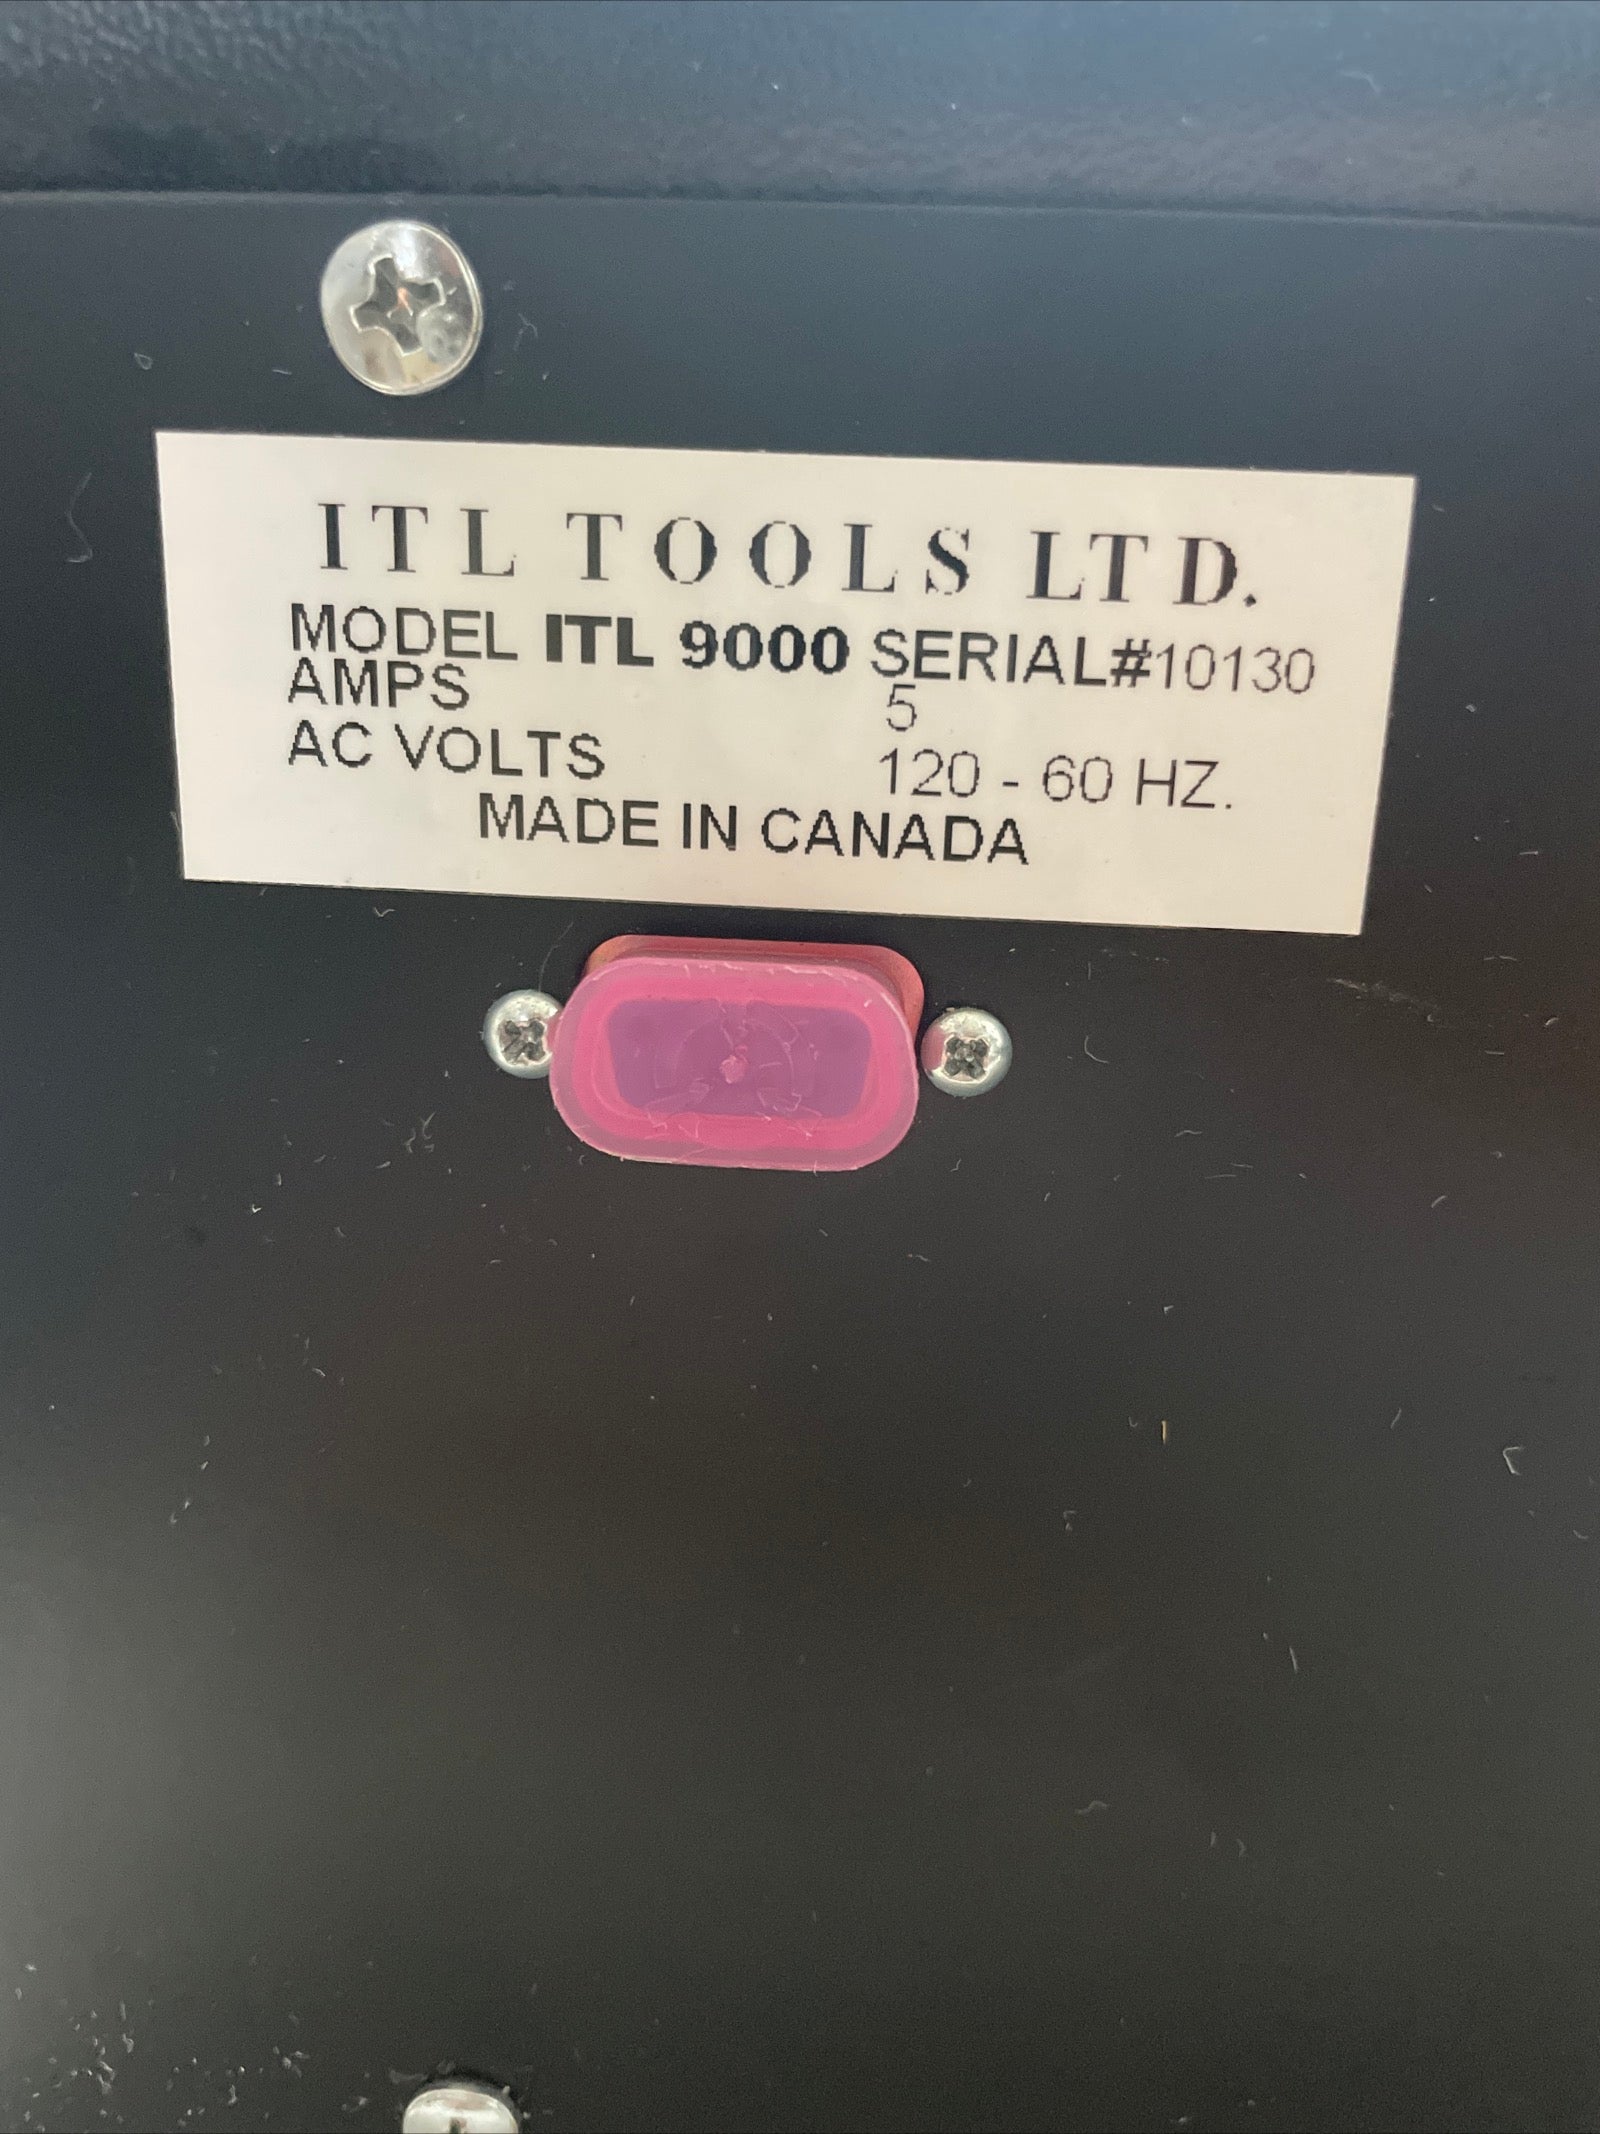 ITL TOOLS LTD.
MODEL ITL 9000 SERIAL#10130
AMPS 5
AC VOLTS 120 - 60 HZ.
MADE IN CANADA